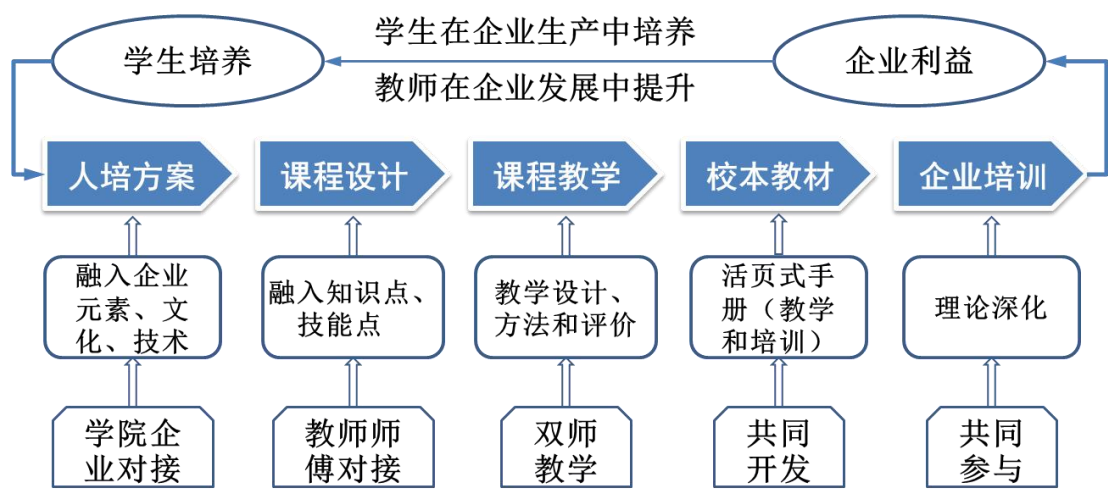 学生培养
学生在企业生产中培养
教师在企业发展中提升
企业利益
人培方案
课程设计
课程教学
校本教材
企业培训
融入企业
元素、文
化、技术
融入知识点、
技能点
教学设计、
方法和评价
活页式手
册（教学
和培训）
理论深化
学院企
业对接
教师师
傅对接
双师
教学
共同
开发
共同
参与